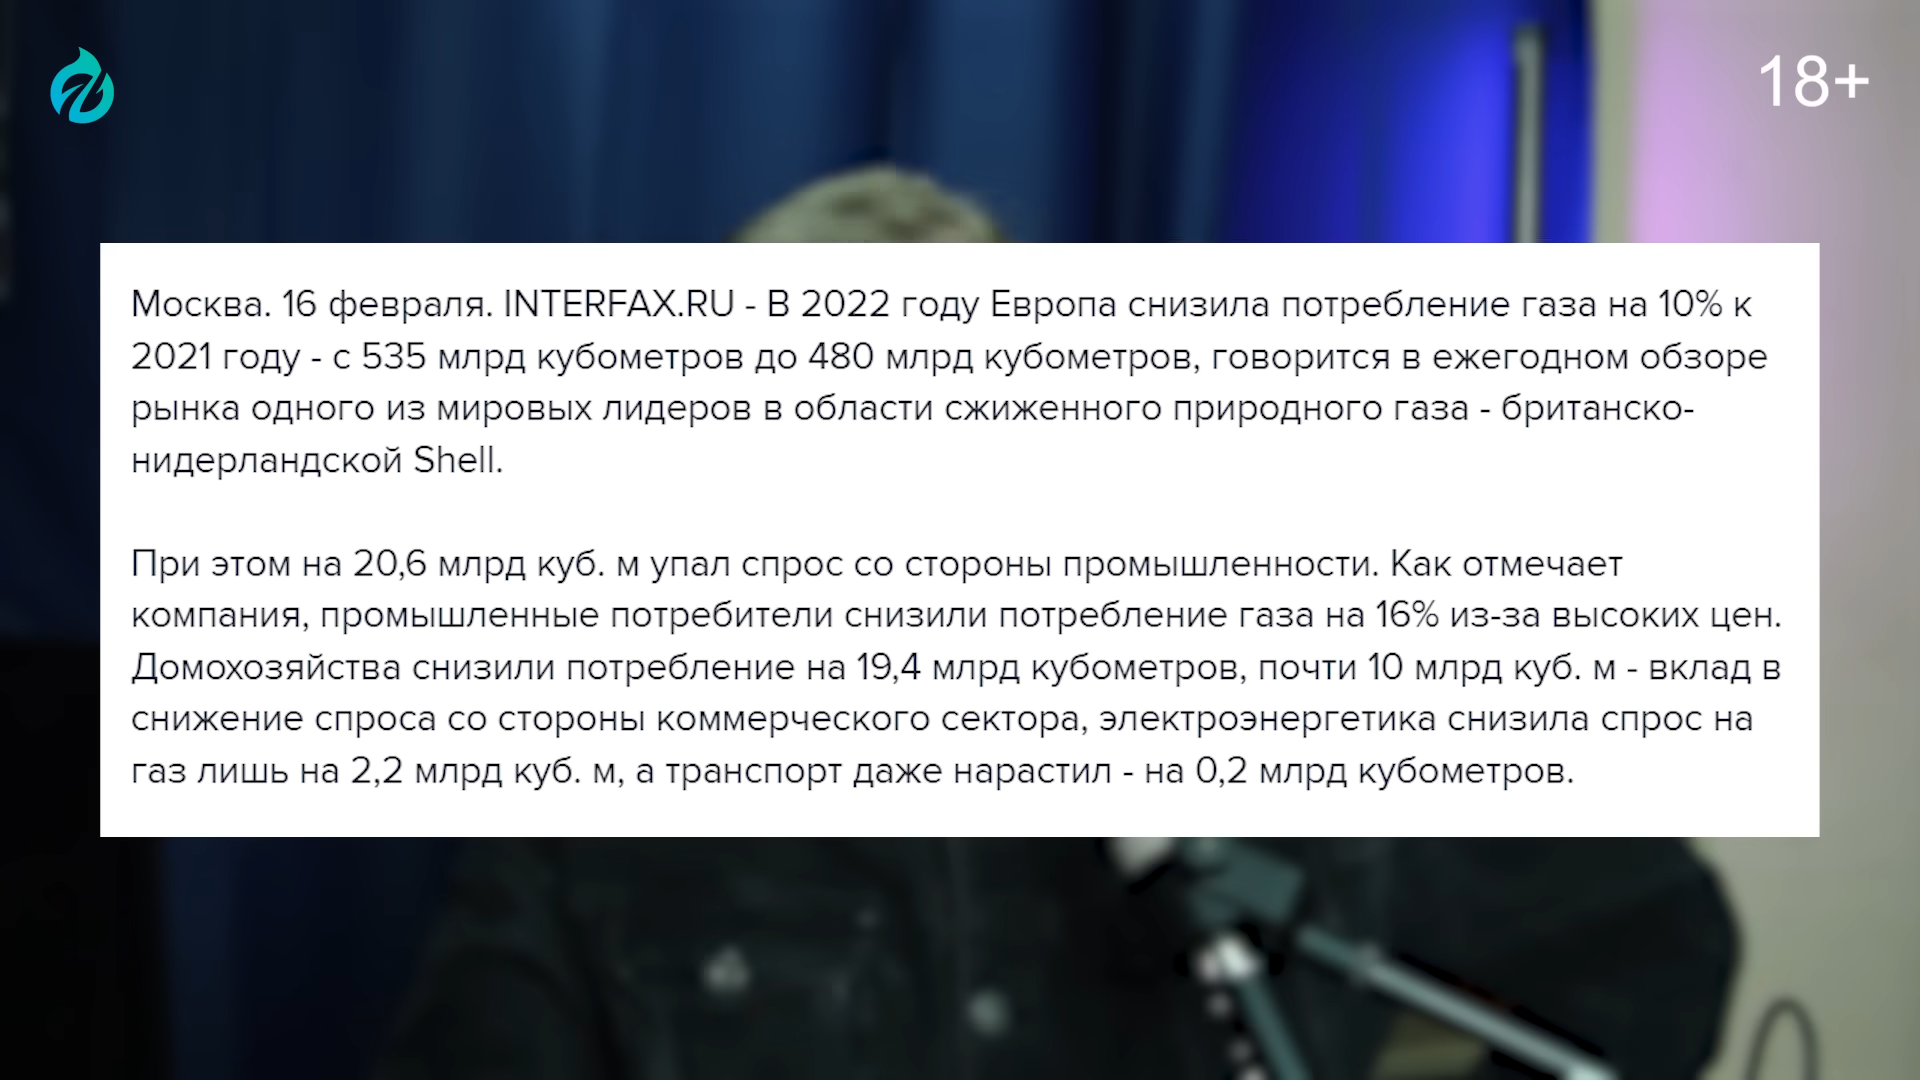 18+
Москва. 16 февраля. INTERFAX.RU - В 2022 году Европа снизила потребление газа на 10% к
2021 году - с 535 млрд кубометров до 480 млрд кубометров, говорится в ежегодном обзоре
рынка одного из мировых лидеров в области сжиженного природного газа - британско-
нидерландской Shell.
При этом на 20,6 млрд куб. м упал спрос со стороны промышленности. Как отмечает
компания, промышленные потребители снизили потребление газа на 16% из-за высоких цен.
Домохозяйства снизили потребление на 19,4 млрд кубометров, почти 10 млрд куб. м - вклад в
снижение спроса со стороны коммерческого сектора, электроэнергетика снизила спрос на
газ лишь на 2,2 млрд куб. м, а транспорт даже нарастил - на 0,2 млрд кубометров.